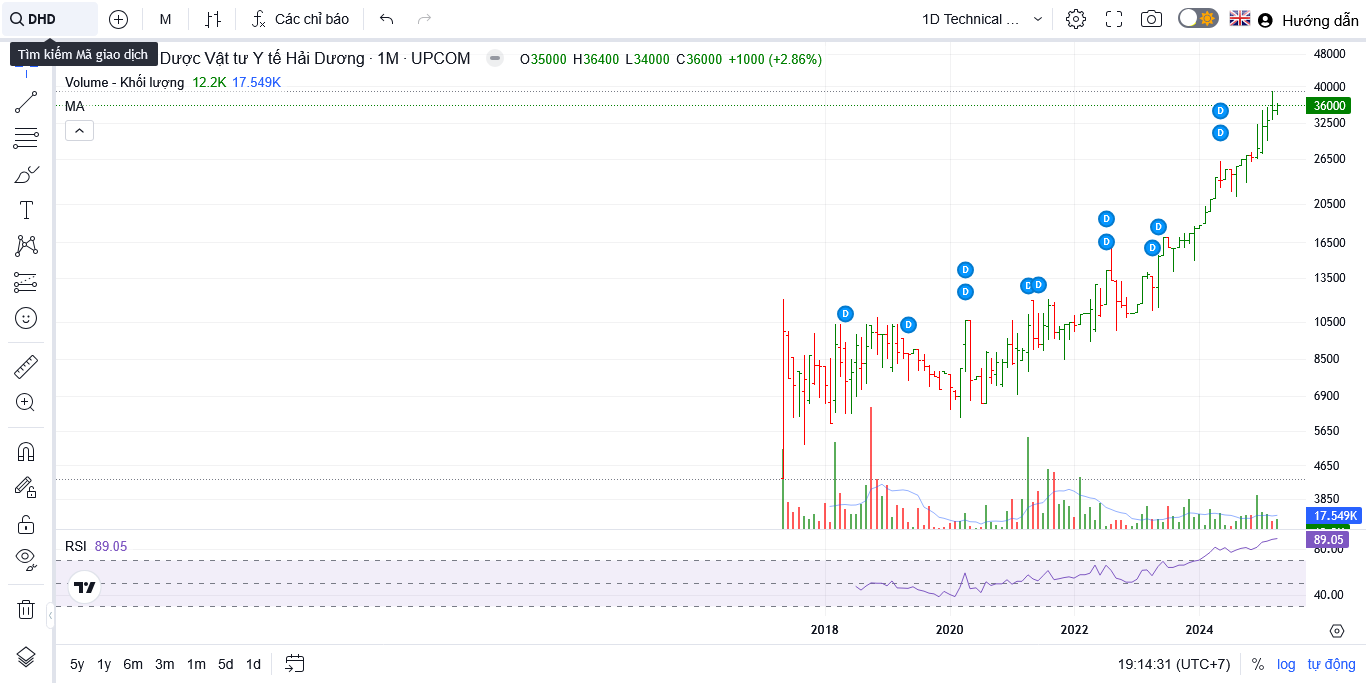 DHD M Các chỉ báo 1D Technical ... Hướng dẫn
Tìm kiếm Mã giao dịch
Dược Vật tư Y tế Hải Dương · 1M · UPCOM O35000 H36400 L34000 C36000 +1000 (+2.86%)
Volume - Khối lượng 12.2K 17.549K
MA
48000
40000
36000
32500
26500
20500
16500
13500
10500
8500
6900
5650
4650
3850
17.549K
D
D
D
D
D
D
D
D
D
D
D
D
RSI 89.05
89.05
80.00
40.00
2018 2020 2022 2024
5y 1y 6m 3m 1m 5d 1d 19:14:31 (UTC+7) % log tự động